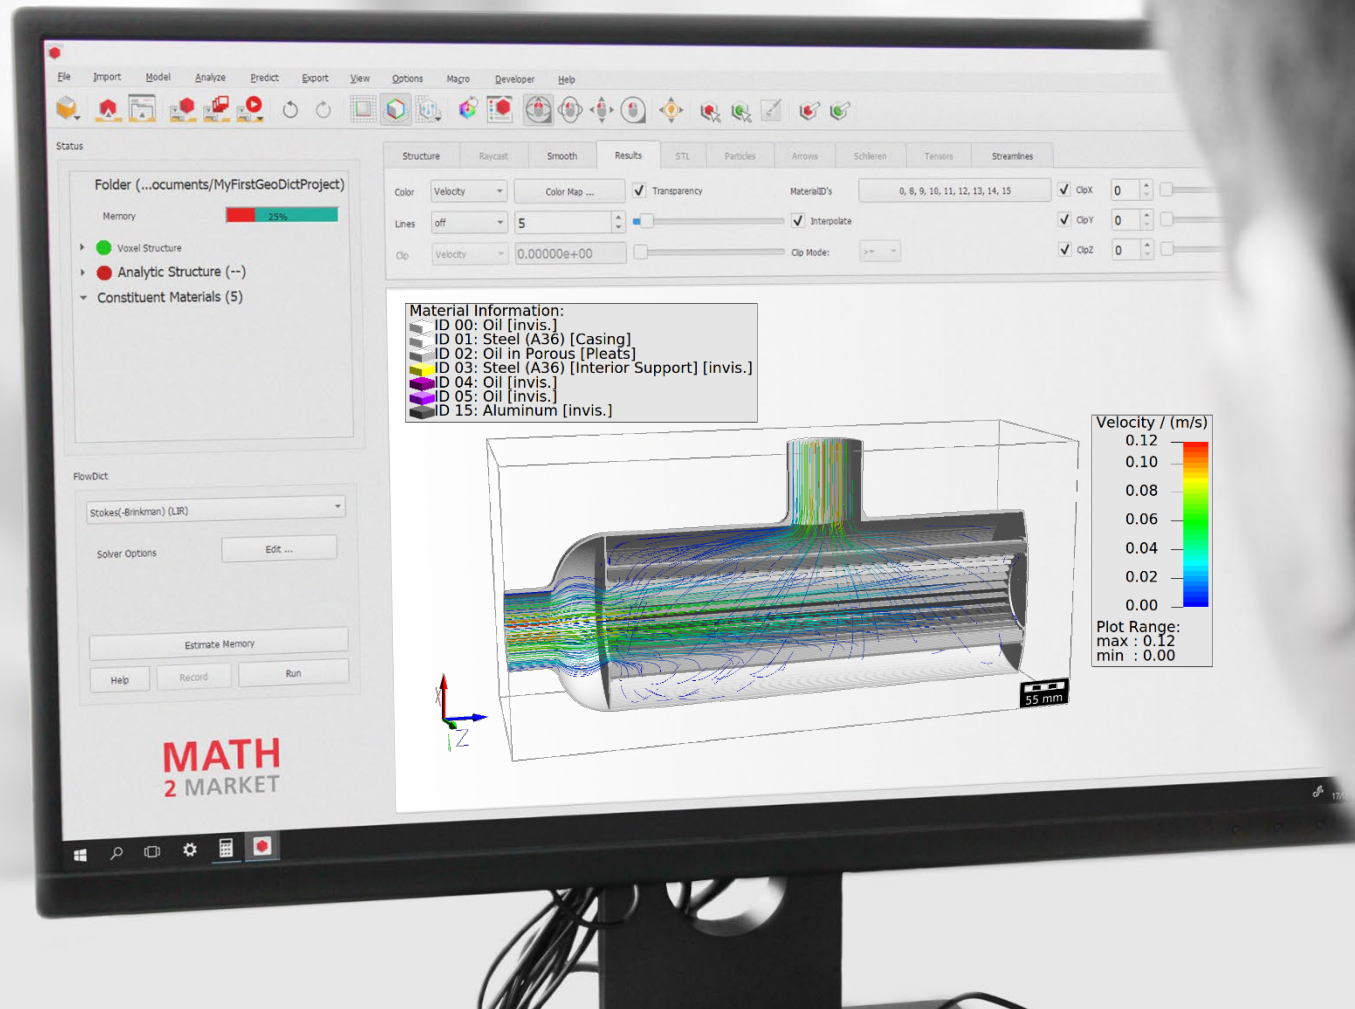 File Import Model Analyze Predict Export View Options Macro Developer Help
Status
Folder (...ocuments/MyFirstGeoDictProject)
Memory
25%
Voxel Structure
Analytic Structure (--)
Constituent Materials (5)
FlowDict
Stokes(-Brinkman) (LIR)
Solver Options
Edit ...
Estimate Memory
Help
Record
Run
MATH
2 MARKET
Structure Raycast Smooth Results STL Particles Arrows Schlieren Tensors Streamlines
Color Velocity Color Map ... Transparency MaterialID's 0, 8, 9, 10, 11, 12, 13, 14, 15 ClipX 0
Lines off 5 Interpolate ClipY 0
Clip Velocity 0.00000e+00 Clip Mode: >= ClipZ 0
Material Information:
ID 00: Oil [invis.]
ID 01: Steel (A36) [Casing]
ID 02: Oil in Porous [Pleats]
ID 03: Steel (A36) [Interior Support] [invis.]
ID 04: Oil [invis.]
ID 05: Oil [invis.]
ID 15: Aluminum [invis.]
Velocity / (m/s)
0.12
0.10
0.08
0.06
0.04
0.02
0.00
Plot Range:
max : 0.12
min : 0.00
55 mm
X
Z